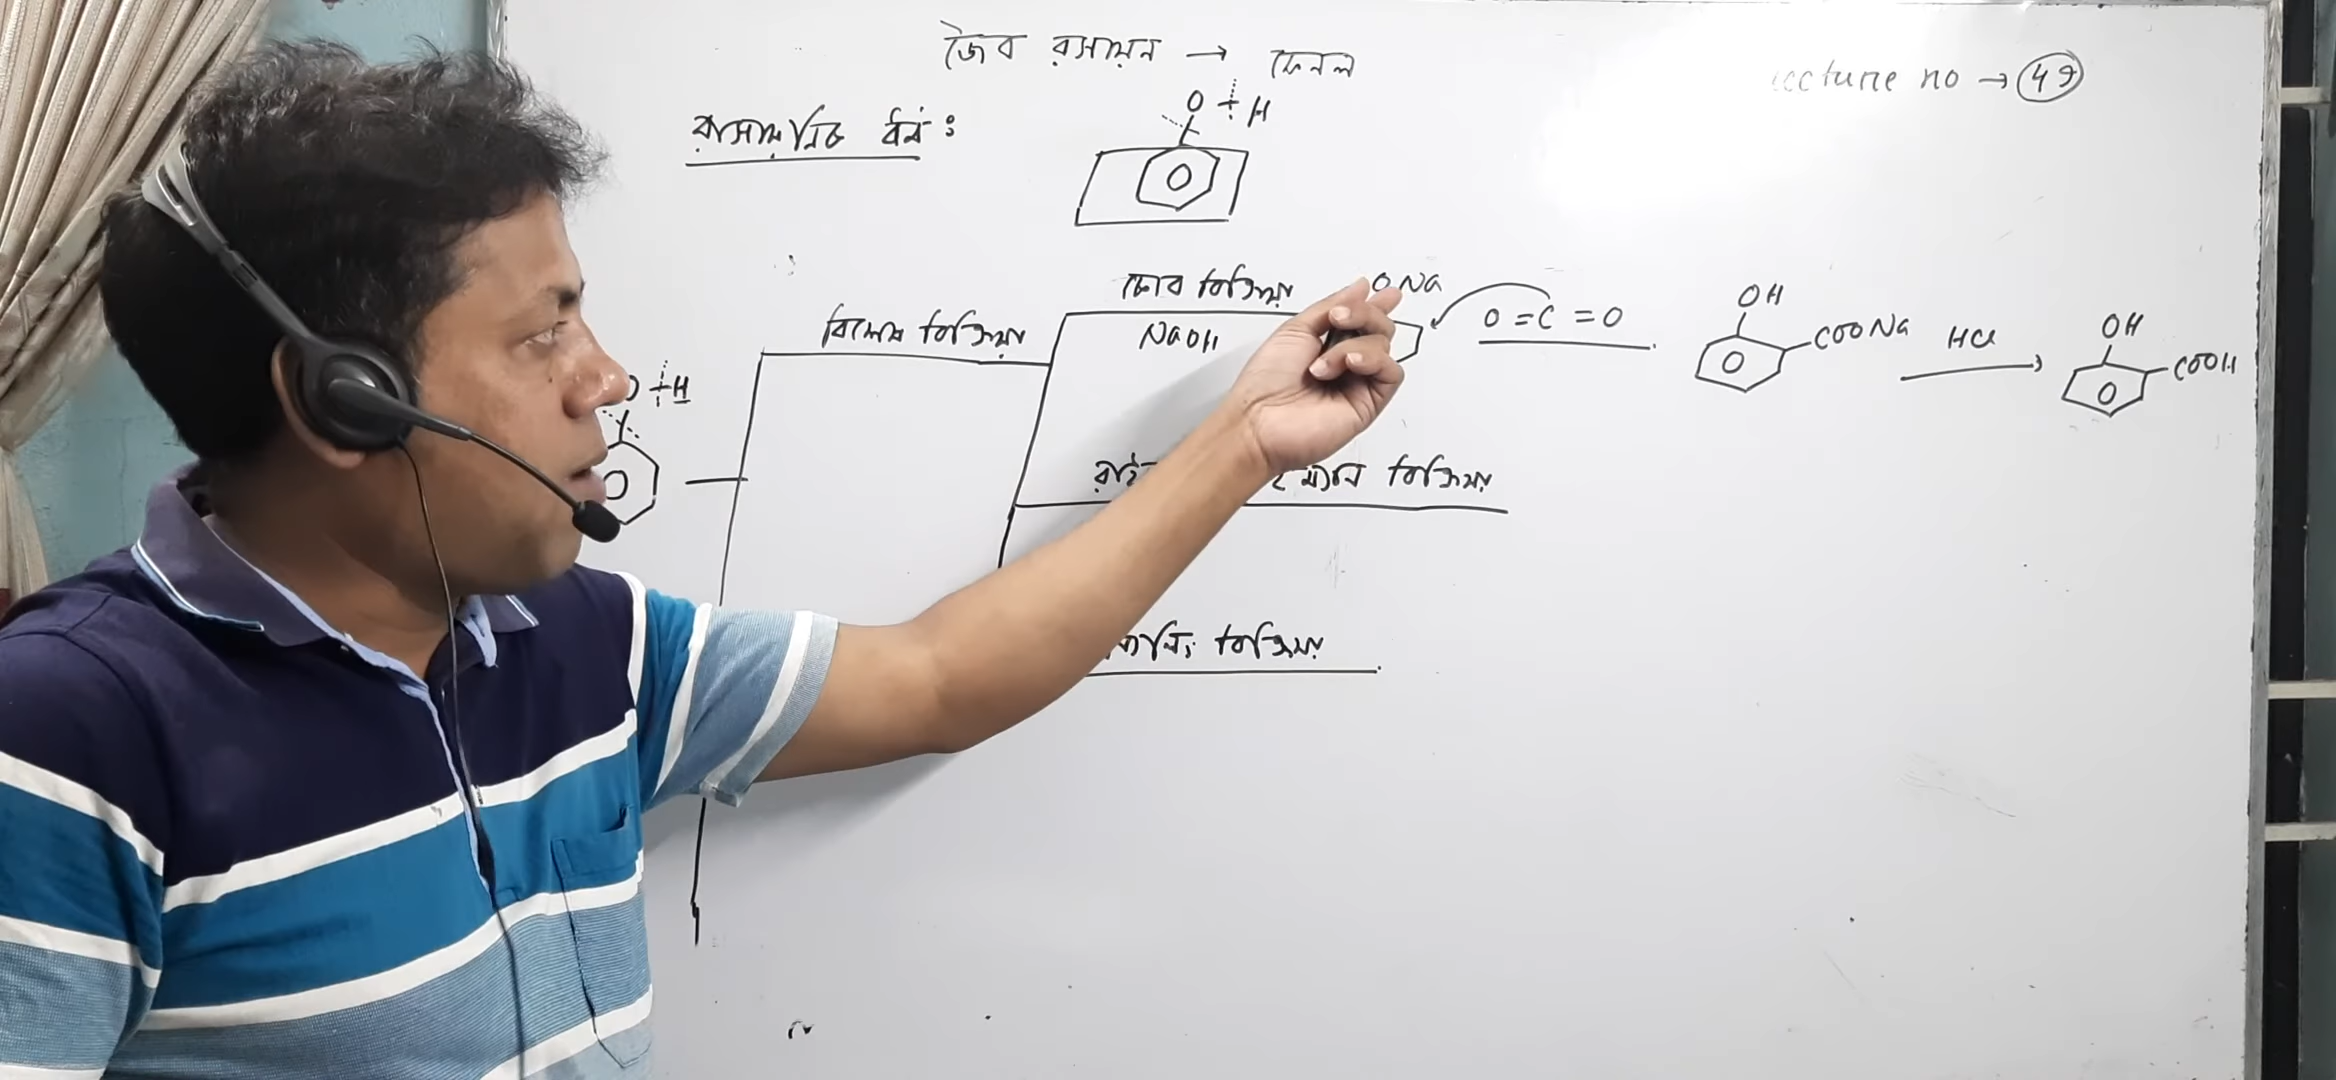 জৈব রসায়ন → ফেনল
Lecture no → 49
রাসায়নিক ধর্ম :
O H
কোব বিক্রিয়া
ONa
বিশেষ বিক্রিয়া
NaOH
O = C = O
OH
COONa
HCl
OH
COOH
O H
বিক্রিয়া
বিক্রিয়া